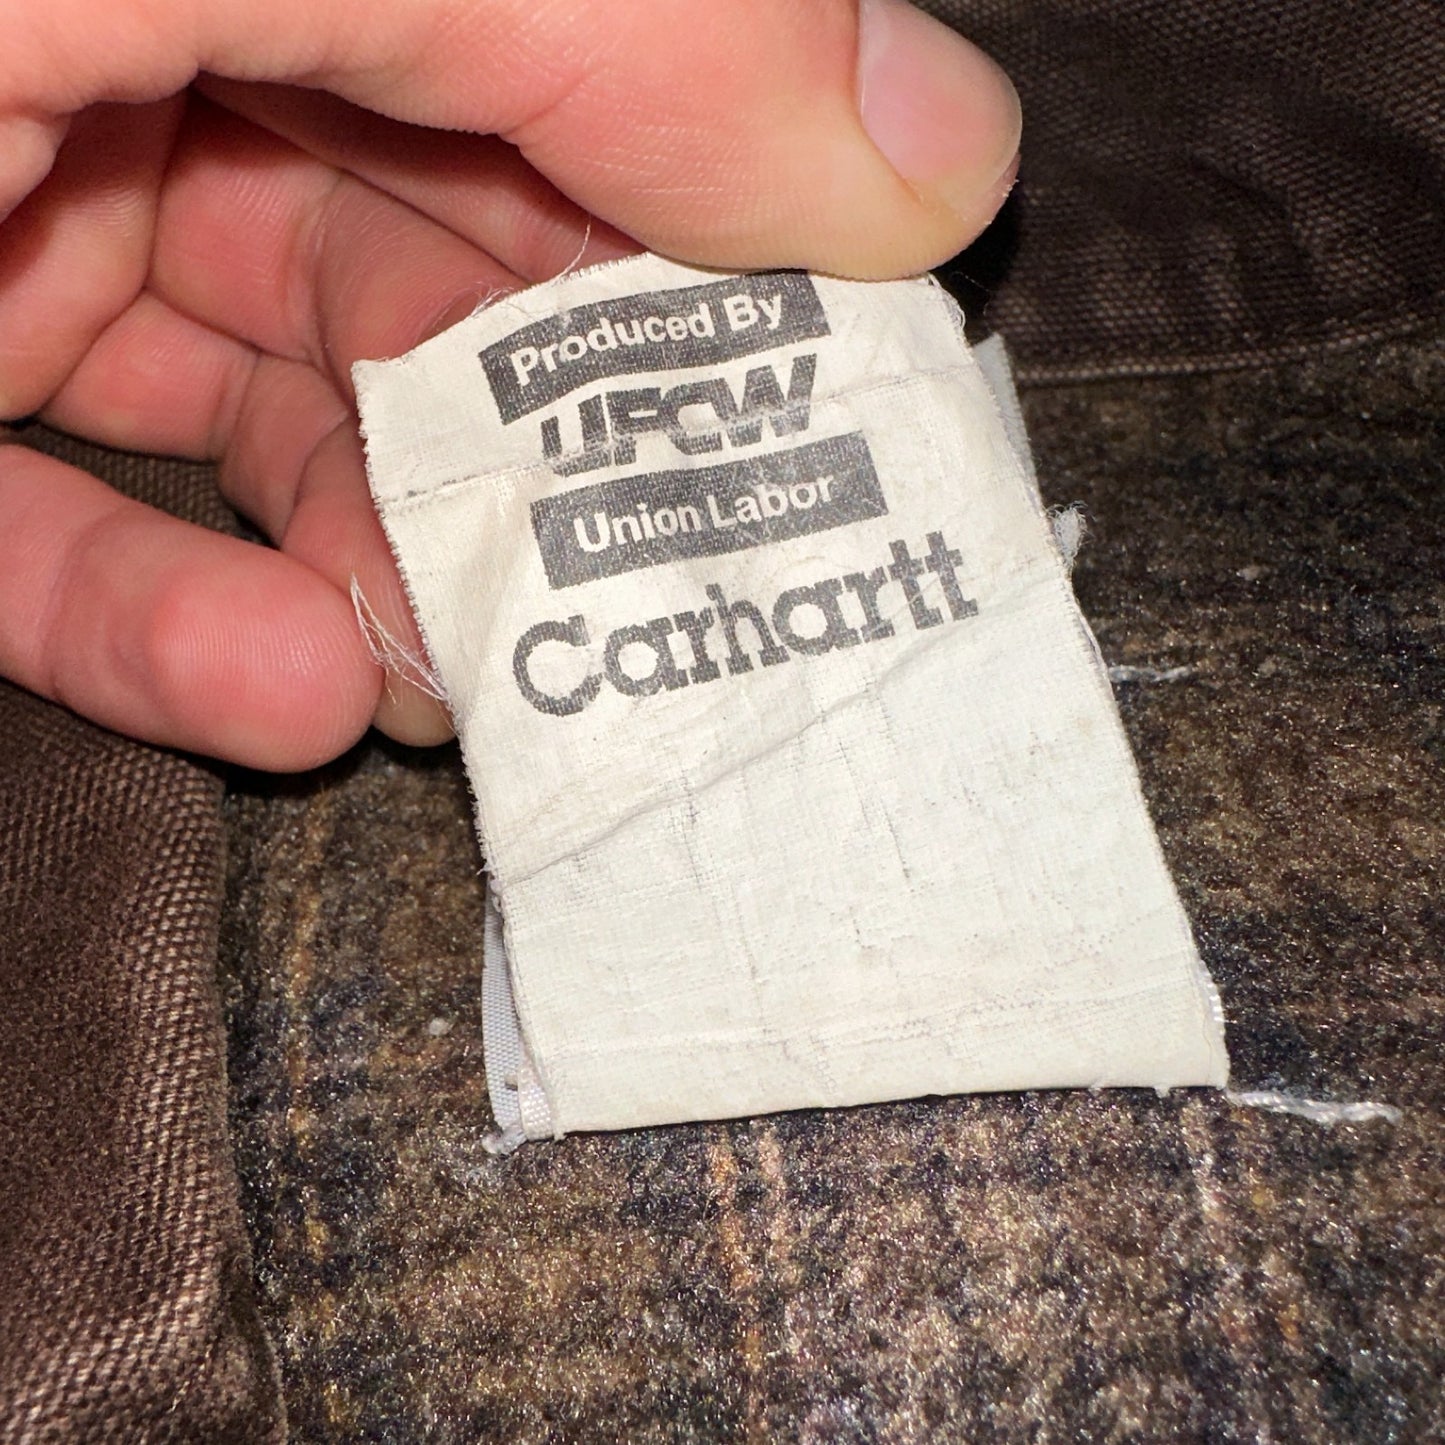 Produced By
UFCW
Union Labor
Carhartt